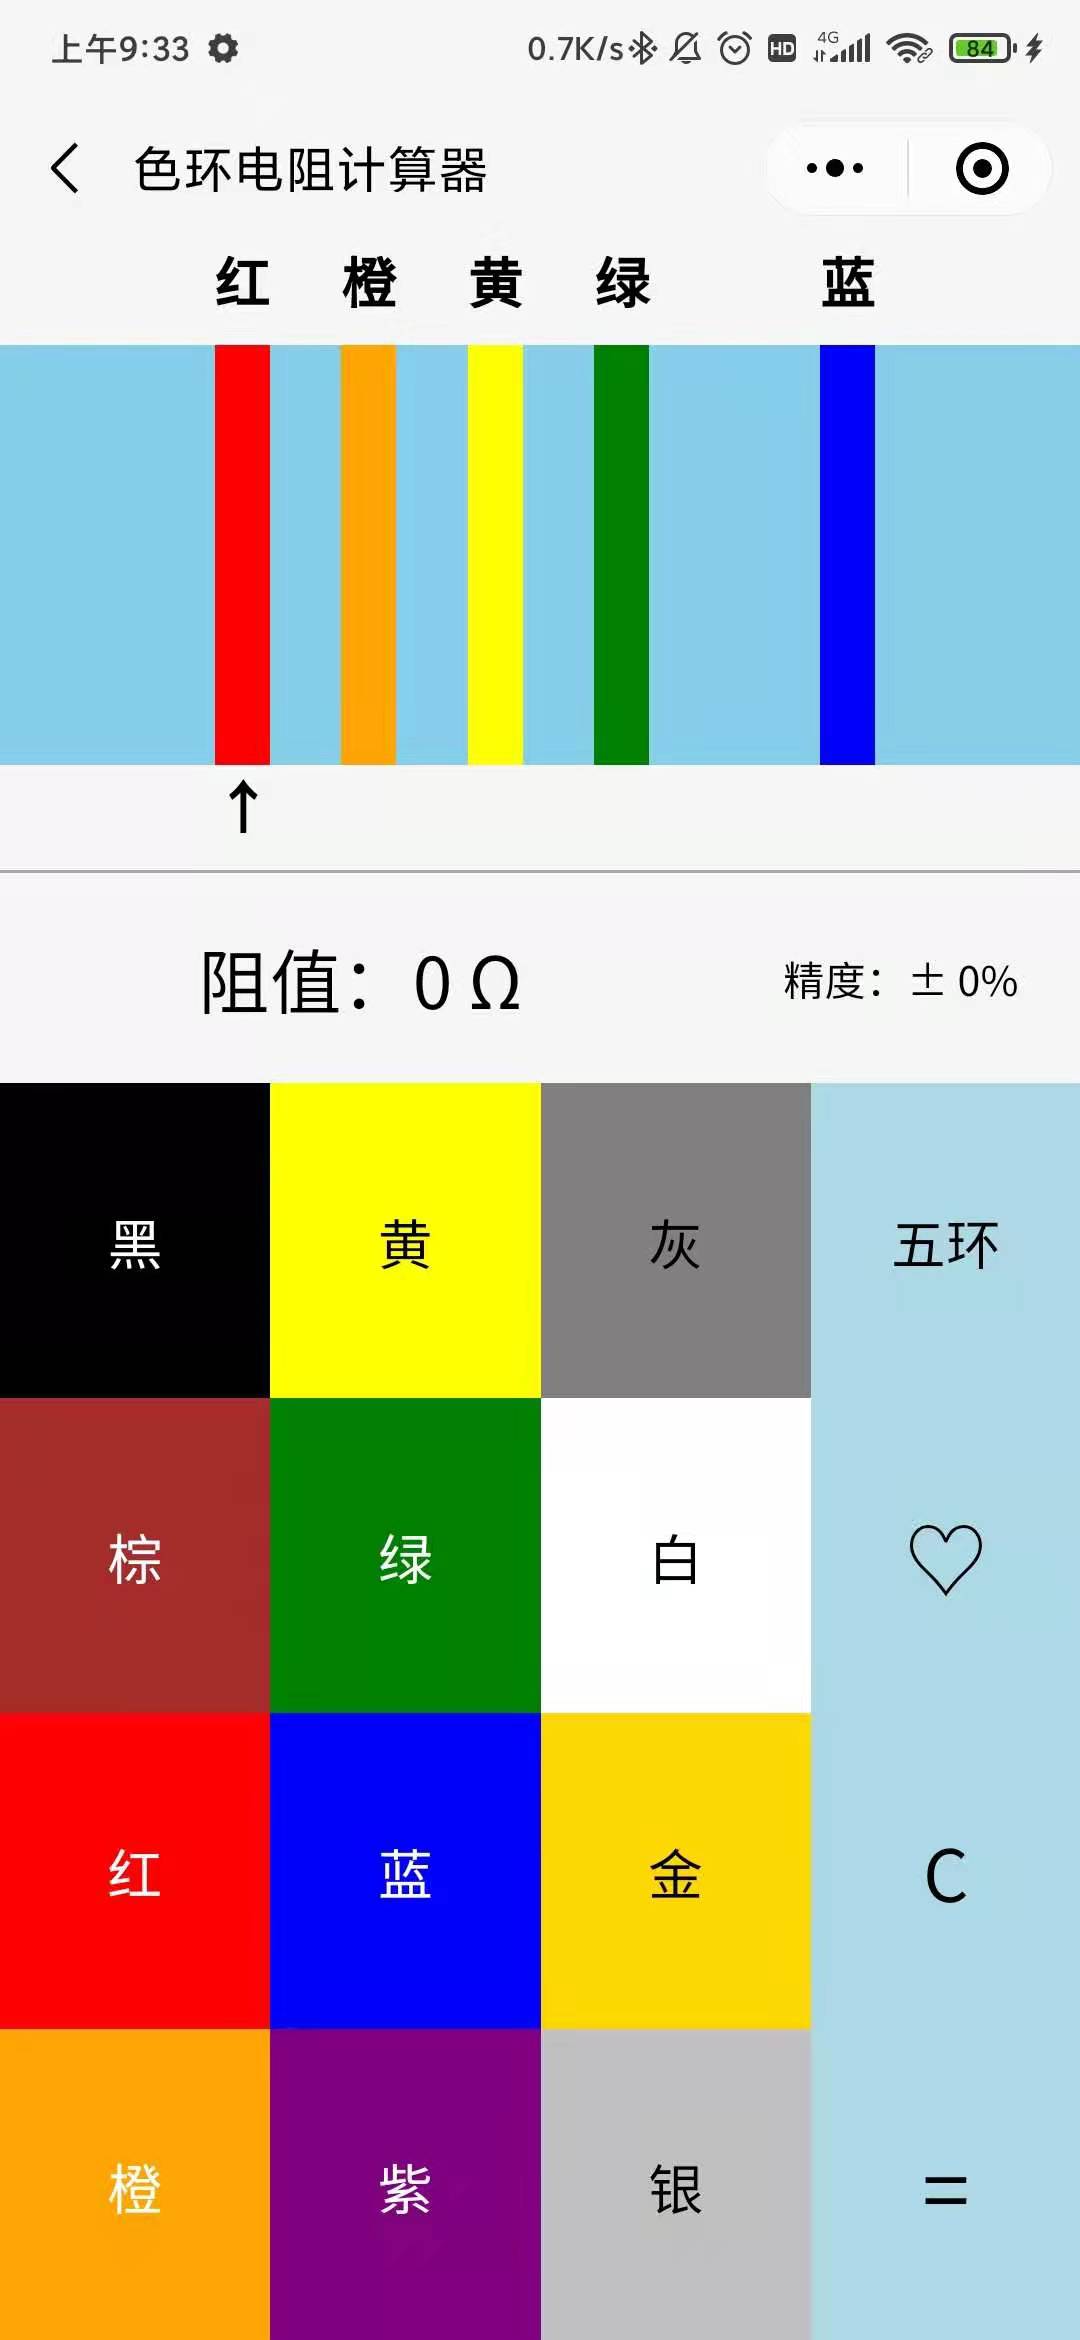 上午9:33 0.7K/s HD 4G 84
色环电阻计算器
红 橙 黄 绿 蓝
↑
阻值：0 Ω 精度：± 0%
黑 黄 灰 五环
棕 绿 白 ♡
红 蓝 金 C
橙 紫 银 =